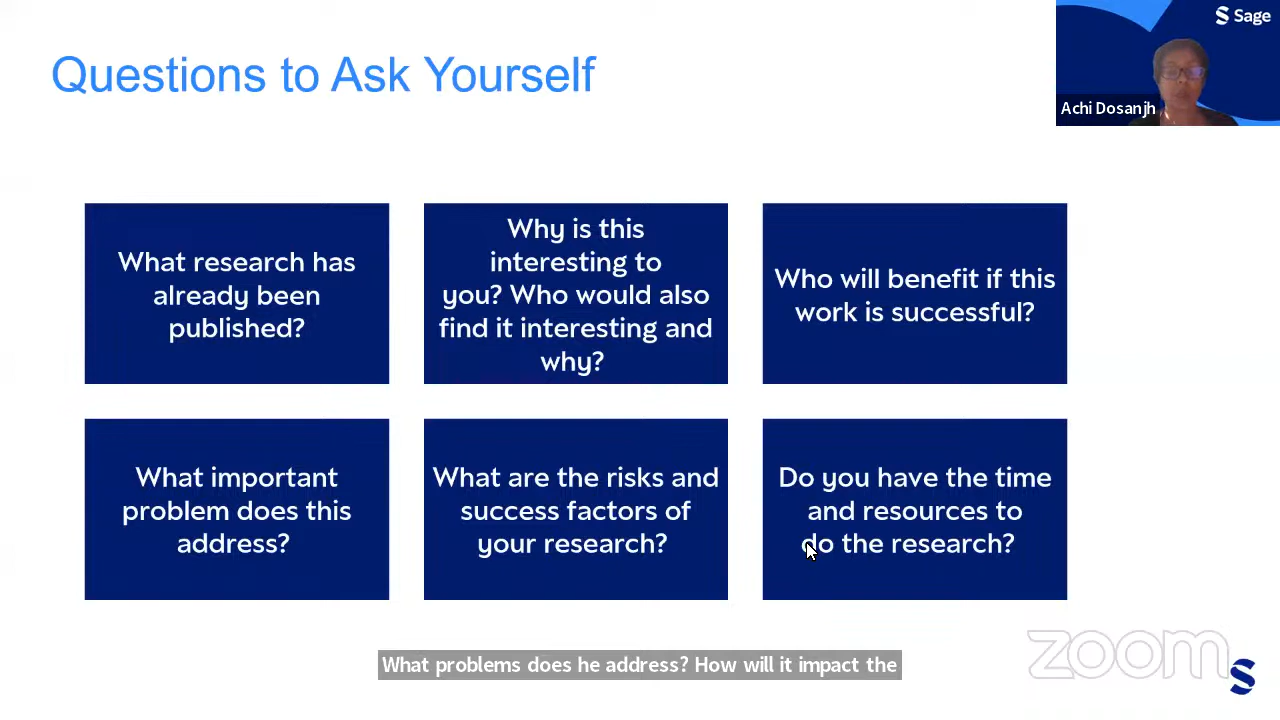 Sage
Questions to Ask Yourself
Achi Dosanjh
What research has
already been
published?
Why is this
interesting to
you? Who would also
find it interesting and
why?
Who will benefit if this
work is successful?
What important
problem does this
address?
What are the risks and
success factors of
your research?
Do you have the time
and resources to
do the research?
What problems does he address? How will it impact the
zoom